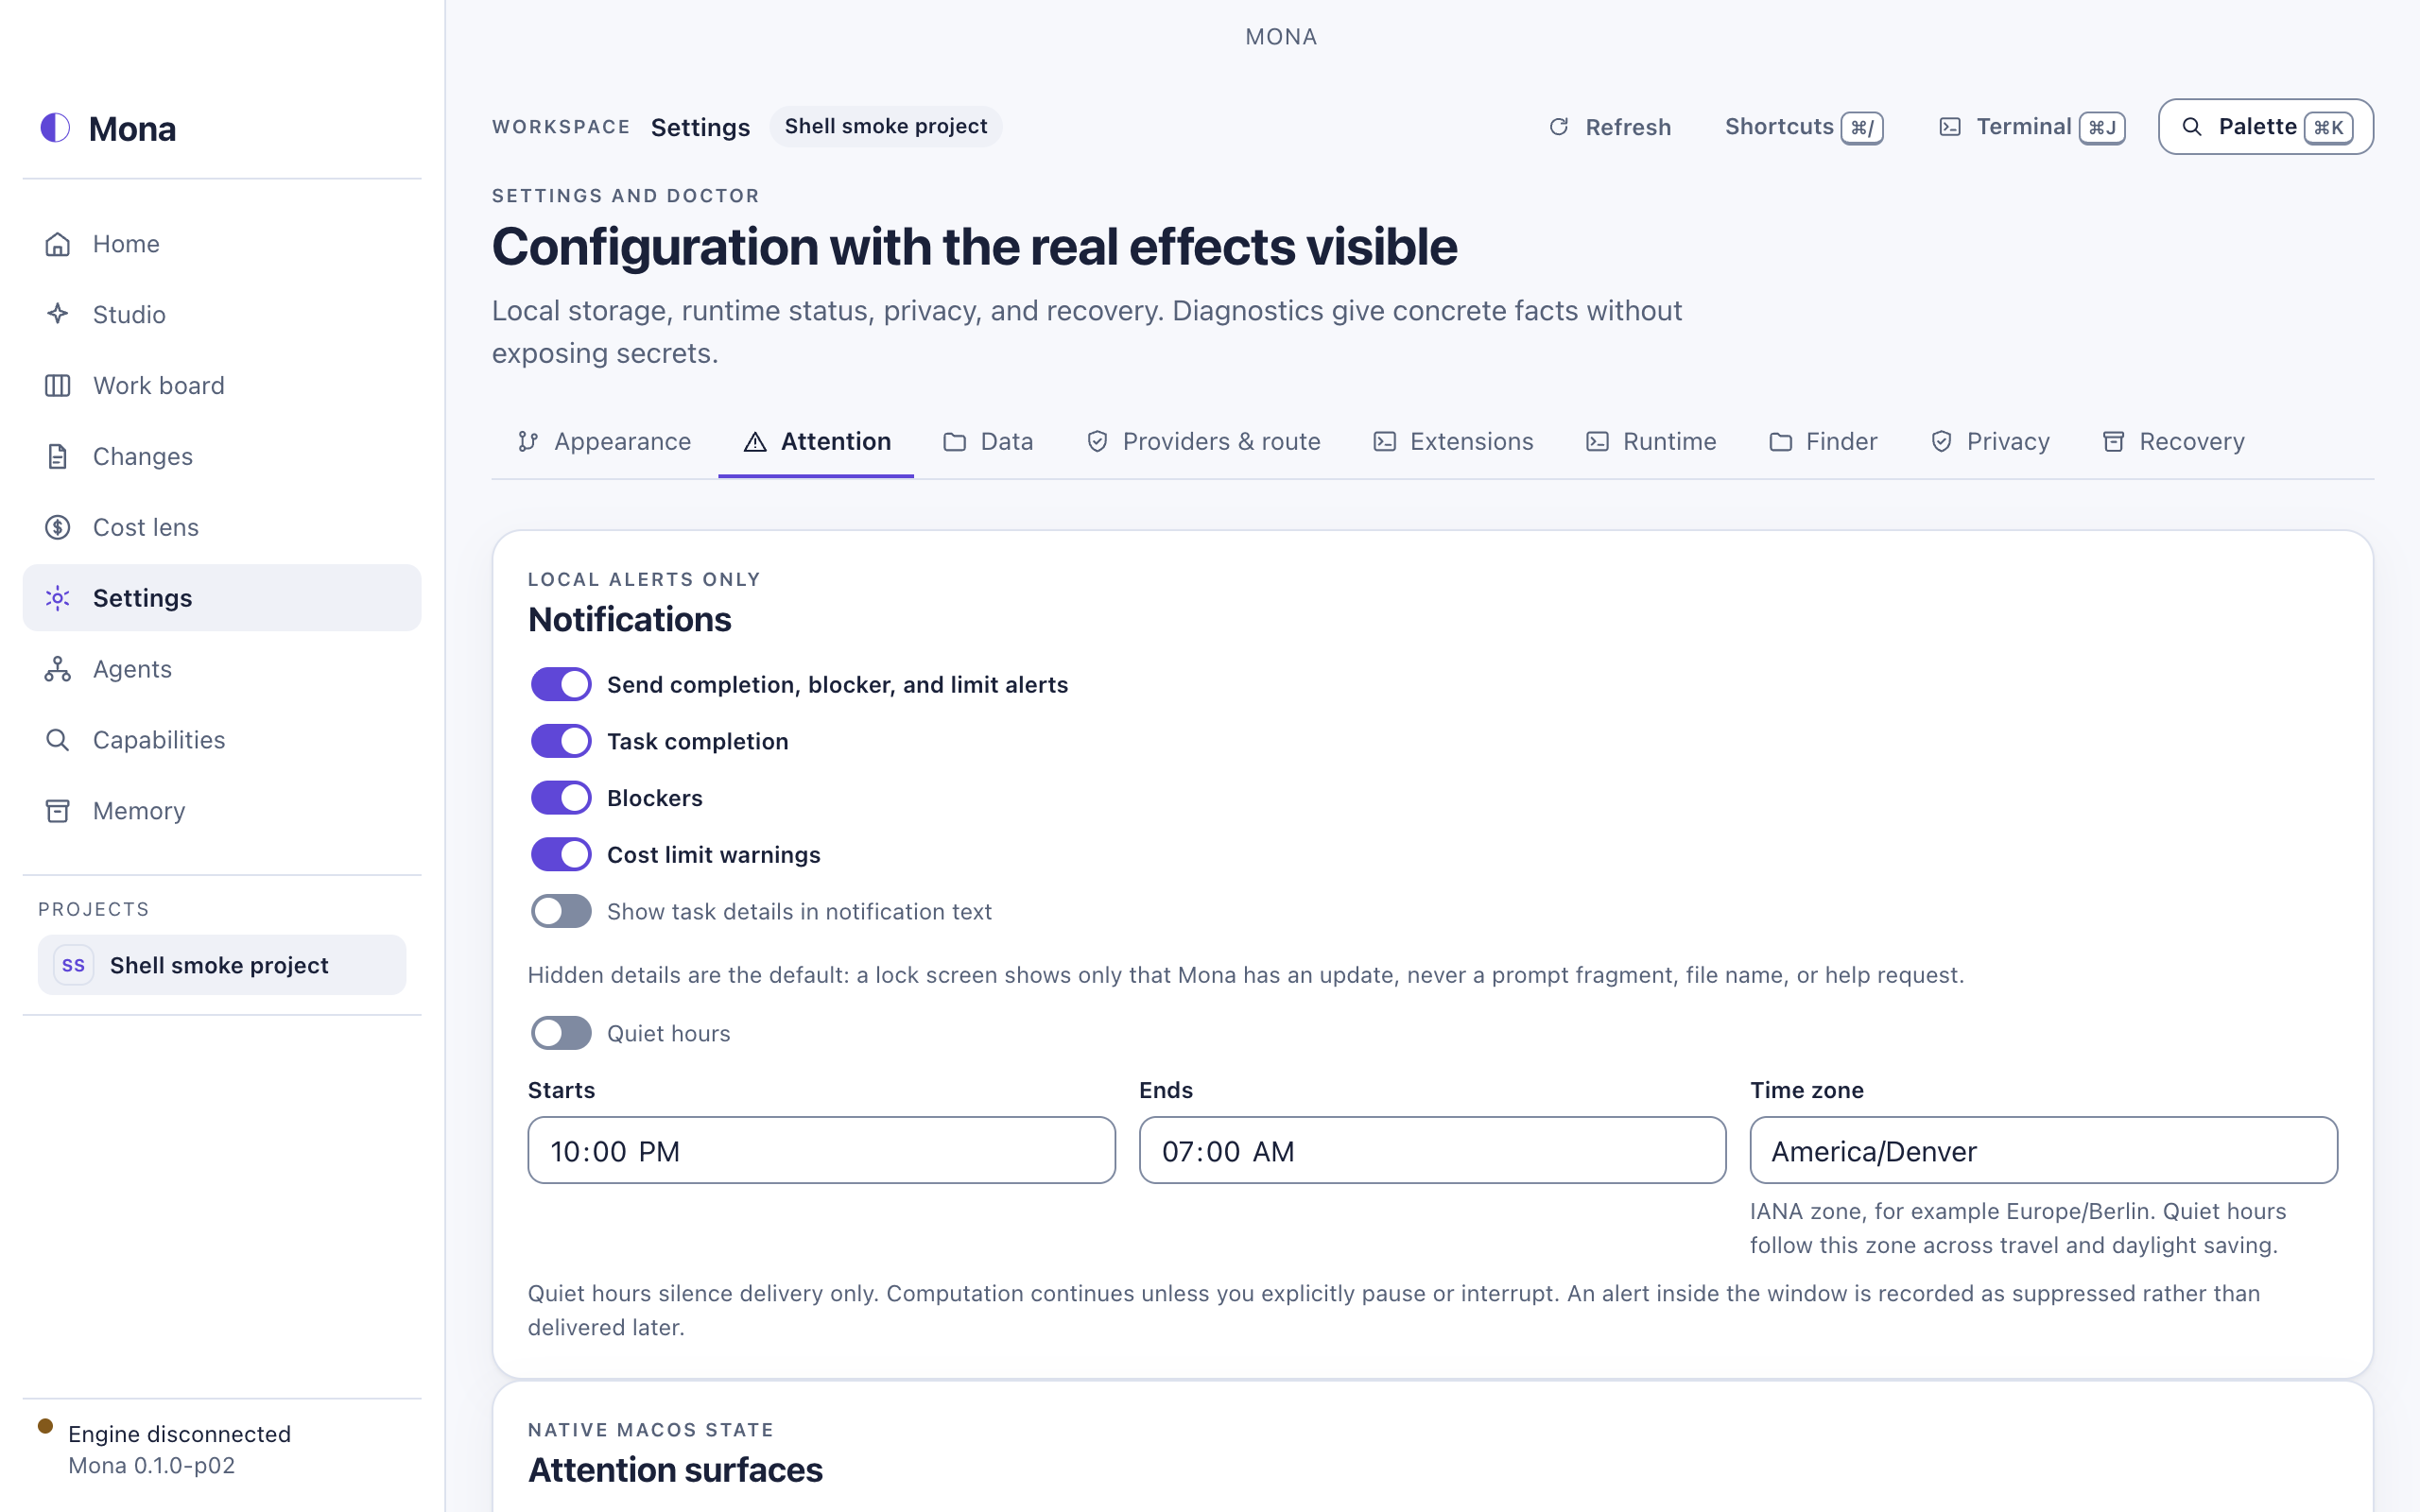 MONA
Mona
Home
Studio
Work board
Changes
Cost lens
Settings
Agents
Capabilities
Memory
PROJECTS
SS Shell smoke project
Engine disconnected
Mona 0.1.0-p02
WORKSPACE Settings Shell smoke project
Refresh Shortcuts ⌘/ Terminal ⌘J Palette ⌘K
SETTINGS AND DOCTOR
Configuration with the real effects visible
Local storage, runtime status, privacy, and recovery. Diagnostics give concrete facts without
exposing secrets.
Appearance Attention Data Providers & route Extensions Runtime Finder Privacy Recovery
LOCAL ALERTS ONLY
Notifications
Send completion, blocker, and limit alerts
Task completion
Blockers
Cost limit warnings
Show task details in notification text
Hidden details are the default: a lock screen shows only that Mona has an update, never a prompt fragment, file name, or help request.
Quiet hours
Starts Ends Time zone
10:00 PM 07:00 AM America/Denver
IANA zone, for example Europe/Berlin. Quiet hours
follow this zone across travel and daylight saving.
Quiet hours silence delivery only. Computation continues unless you explicitly pause or interrupt. An alert inside the window is recorded as suppressed rather than
delivered later.
NATIVE MACOS STATE
Attention surfaces